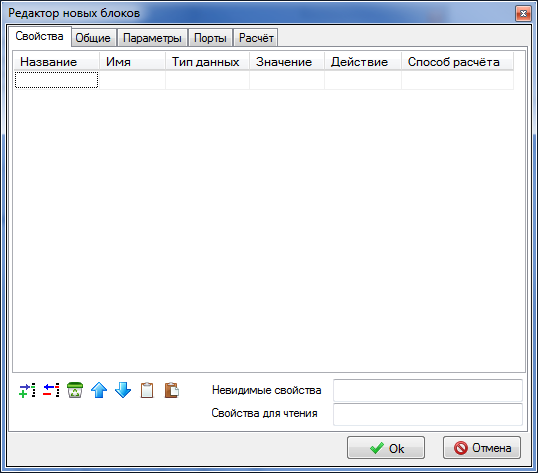 Редактор новых блоков
Свойства Общие Параметры Порты Расчёт
Название Имя Тип данных Значение Действие Способ расчёта
Невидимые свойства
Свойства для чтения
Ok Отмена